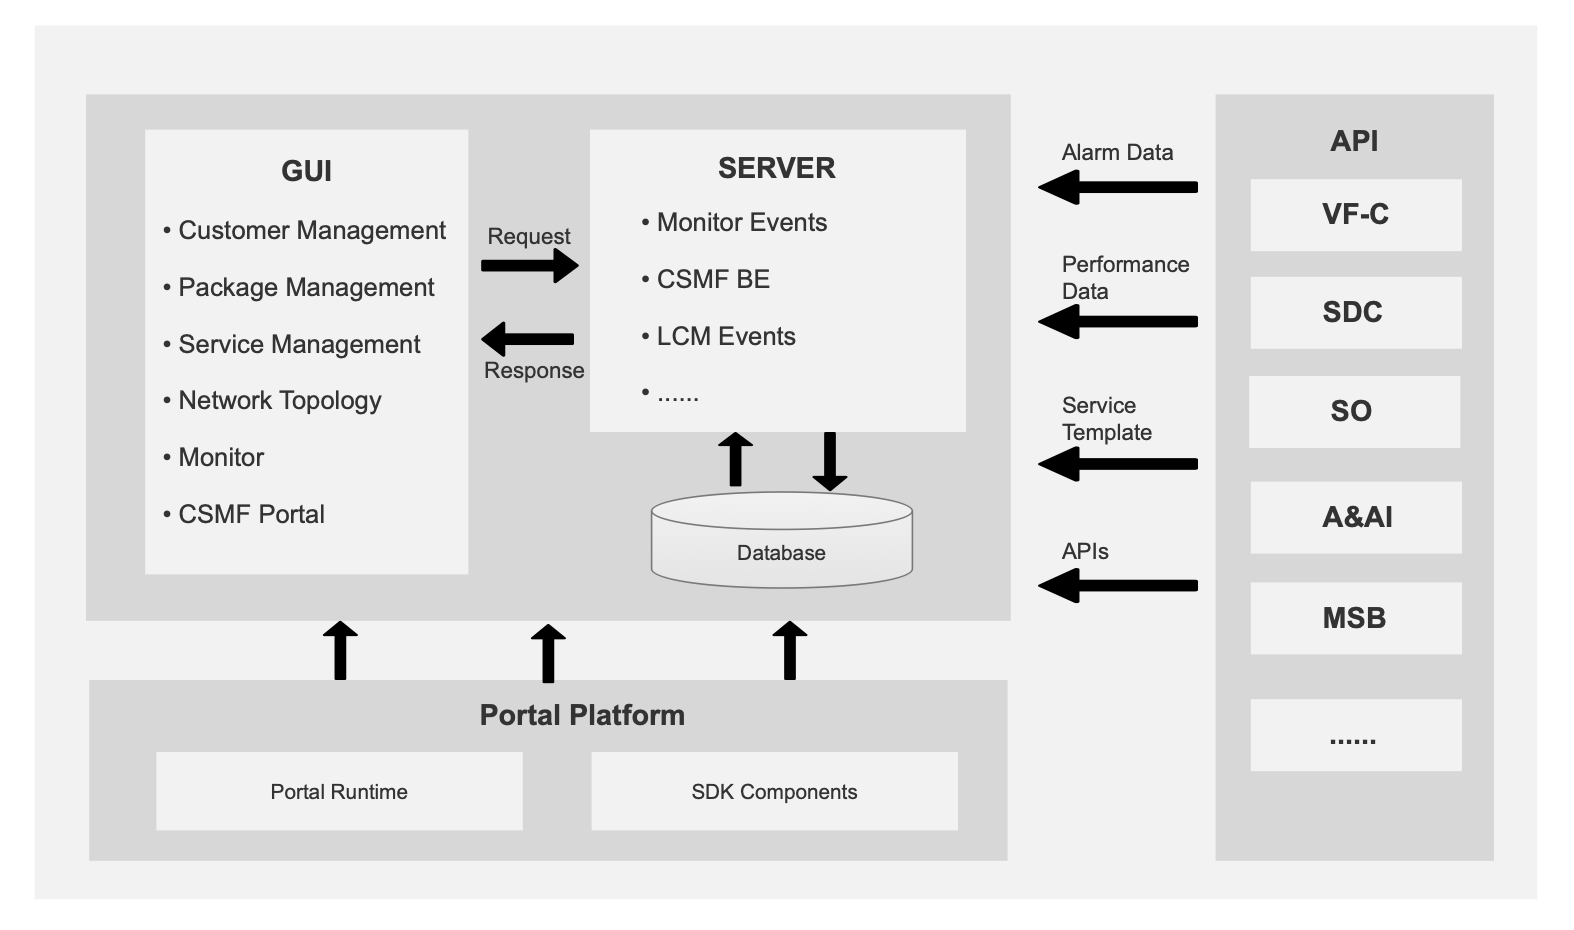 GUI
• Customer Management
• Package Management
• Service Management
• Network Topology
• Monitor
• CSMF Portal
Request
Response
SERVER
• Monitor Events
• CSMF BE
• LCM Events
• ......
Database
Alarm Data
Performance
Data
Service
Template
APIs
API
VF-C
SDC
SO
A&AI
MSB
......
Portal Platform
Portal Runtime
SDK Components